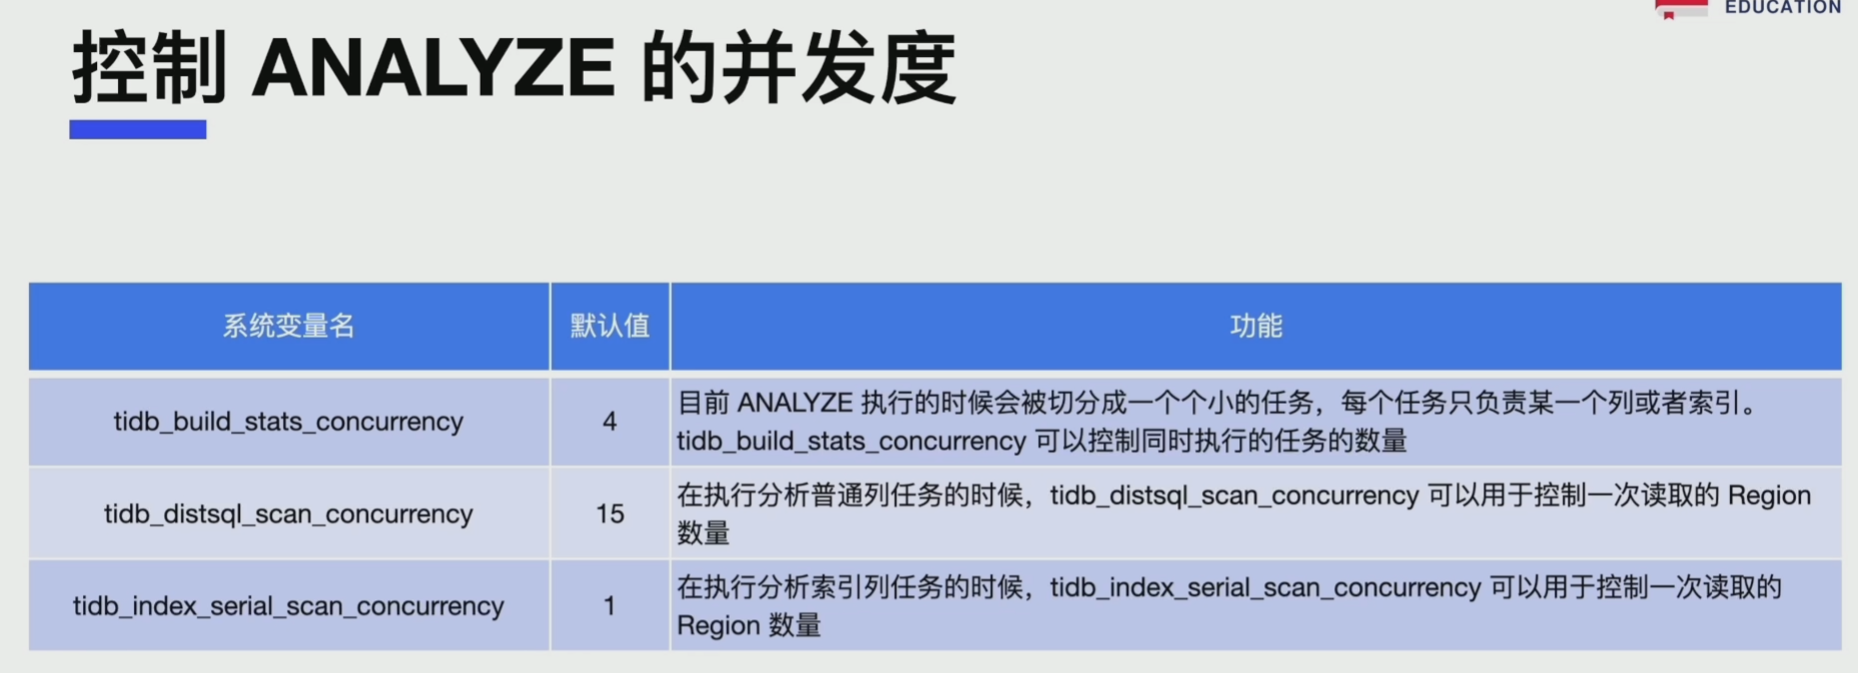 EDUCATION
控制 ANALYZE 的并发度
系统变量名
默认值
功能
tidb_build_stats_concurrency
4
目前 ANALYZE 执行的时候会被切分成一个个小的任务，每个任务只负责某一个列或者索引。
tidb_build_stats_concurrency 可以控制同时执行的任务的数量
tidb_distsql_scan_concurrency
15
在执行分析普通列任务的时候，tidb_distsql_scan_concurrency 可以用于控制一次读取的 Region
数量
tidb_index_serial_scan_concurrency
1
在执行分析索引列任务的时候，tidb_index_serial_scan_concurrency 可以用于控制一次读取的
Region 数量